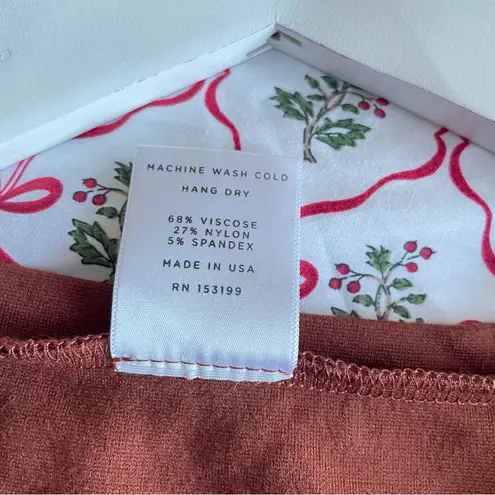 MACHINE WASH COLD
HANG DRY
68% VISCOSE
27% NYLON
5% SPANDEX
MADE IN USA
RN 153199